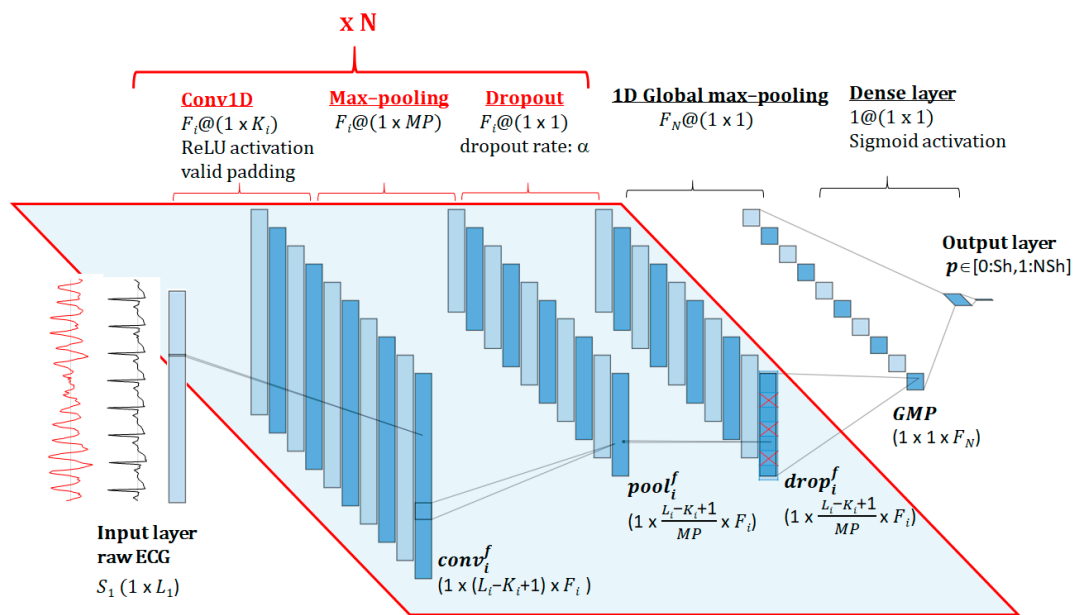 x N
Conv1D
F_i@(1 x K_i)
ReLU activation
valid padding
Max–pooling
F_i@(1 x MP)
Dropout
F_i@(1 x 1)
dropout rate: α
1D Global max–pooling
F_N@(1 x 1)
Dense layer
1@(1 x 1)
Sigmoid activation
Output layer
p∈[0:Sh,1:NSh]
GMP
(1 x 1 x F_N)
pool_i^f
(1 x (L_i−K_i+1)/MP x F_i)
drop_i^f
(1 x (L_i−K_i+1)/MP x F_i)
conv_i^f
(1 x (L_i−K_i+1) x F_i )
Input layer
raw ECG
S_1 (1 x L_1)